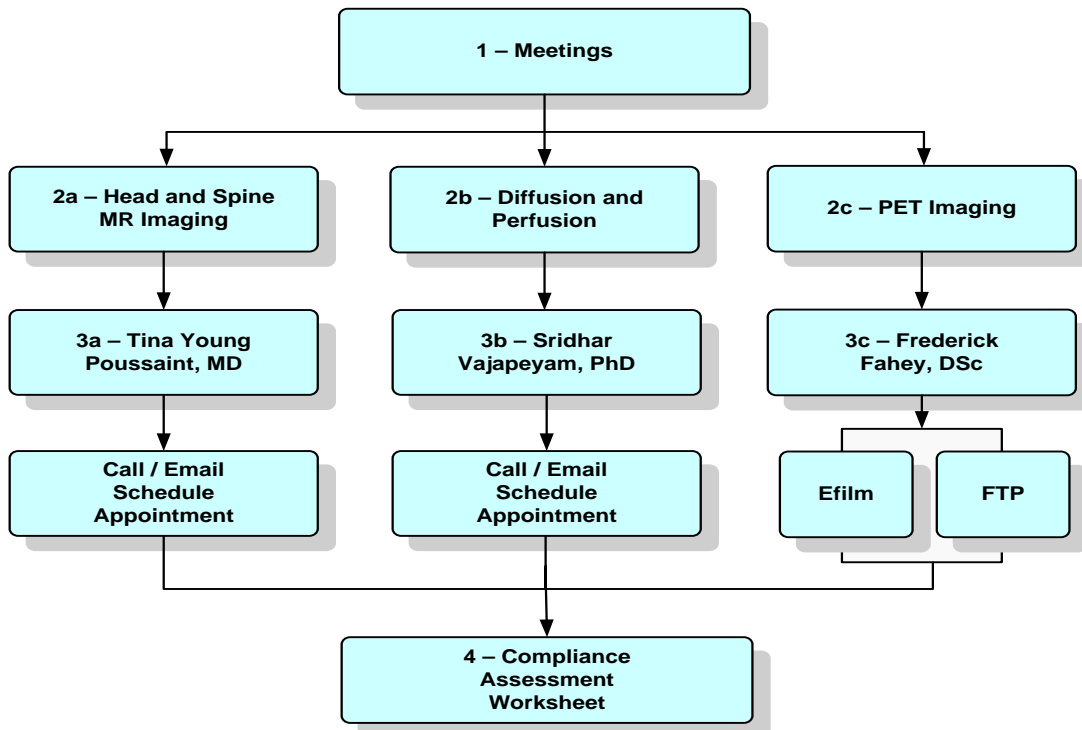 1 – Meetings
2a – Head and Spine
MR Imaging
2b – Diffusion and
Perfusion
2c – PET Imaging
3a – Tina Young
Poussaint, MD
3b – Sridhar
Vajapeyam, PhD
3c – Frederick
Fahey, DSc
Call / Email
Schedule
Appointment
Call / Email
Schedule
Appointment
Efilm
FTP
4 – Compliance
Assessment
Worksheet